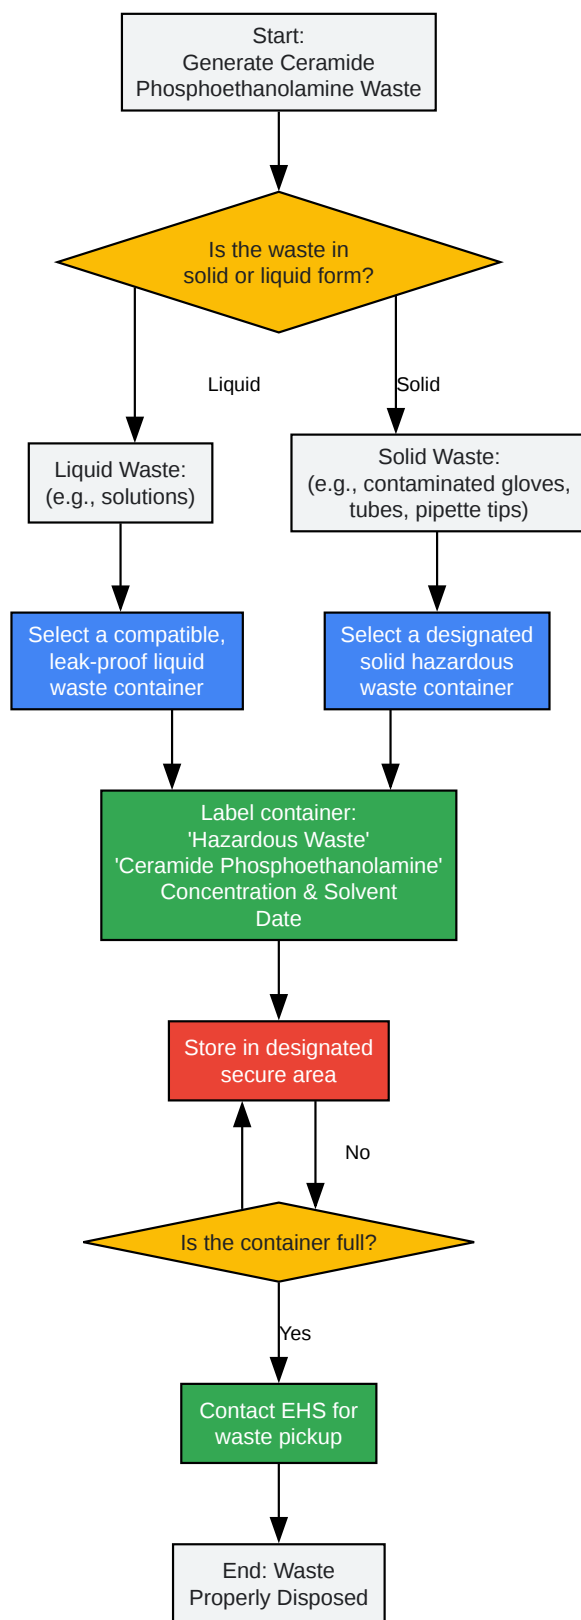 Start:
Generate Ceramide
Phosphoethanolamine Waste
Is the waste in
solid or liquid form?
Liquid
Solid
Liquid Waste:
(e.g., solutions)
Solid Waste:
(e.g., contaminated gloves,
tubes, pipette tips)
Select a compatible,
leak-proof liquid
waste container
Select a designated
solid hazardous
waste container
Label container:
'Hazardous Waste'
'Ceramide Phosphoethanolamine'
Concentration & Solvent
Date
Store in designated
secure area
No
Is the container full?
Yes
Contact EHS for
waste pickup
End: Waste
Properly Disposed